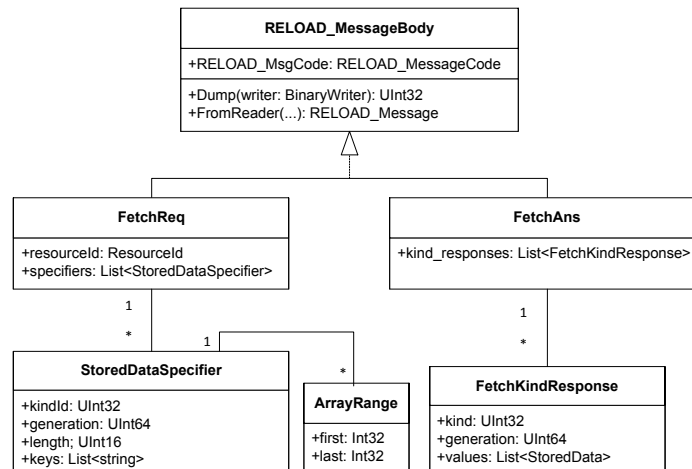 RELOAD_MessageBody
+RELOAD_MsgCode: RELOAD_MessageCode
+Dump(writer: BinaryWriter): UInt32
+FromReader(...): RELOAD_Message
FetchReq
+resourceId: ResourceId
+specifiers: List<StoredDataSpecifier>
FetchAns
+kind_responses: List<FetchKindResponse>
1
*
1
*
1
*
StoredDataSpecifier
+kindId: UInt32
+generation: UInt64
+length; UInt16
+keys: List<string>
ArrayRange
+first: Int32
+last: Int32
FetchKindResponse
+kind: UInt32
+generation: UInt64
+values: List<StoredData>